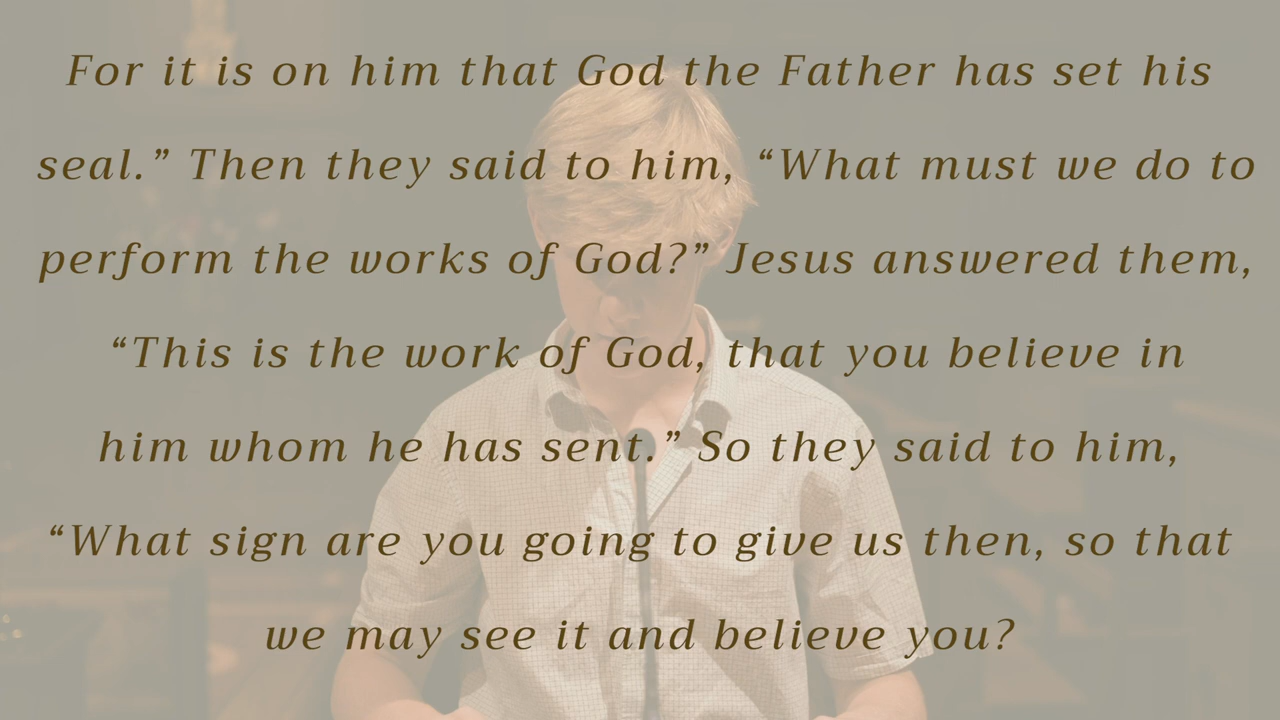 For it is on him that God the Father has set his
seal.” Then they said to him, “What must we do to
perform the works of God?” Jesus answered them,
“This is the work of God, that you believe in
him whom he has sent.” So they said to him,
“What sign are you going to give us then, so that
we may see it and believe you?